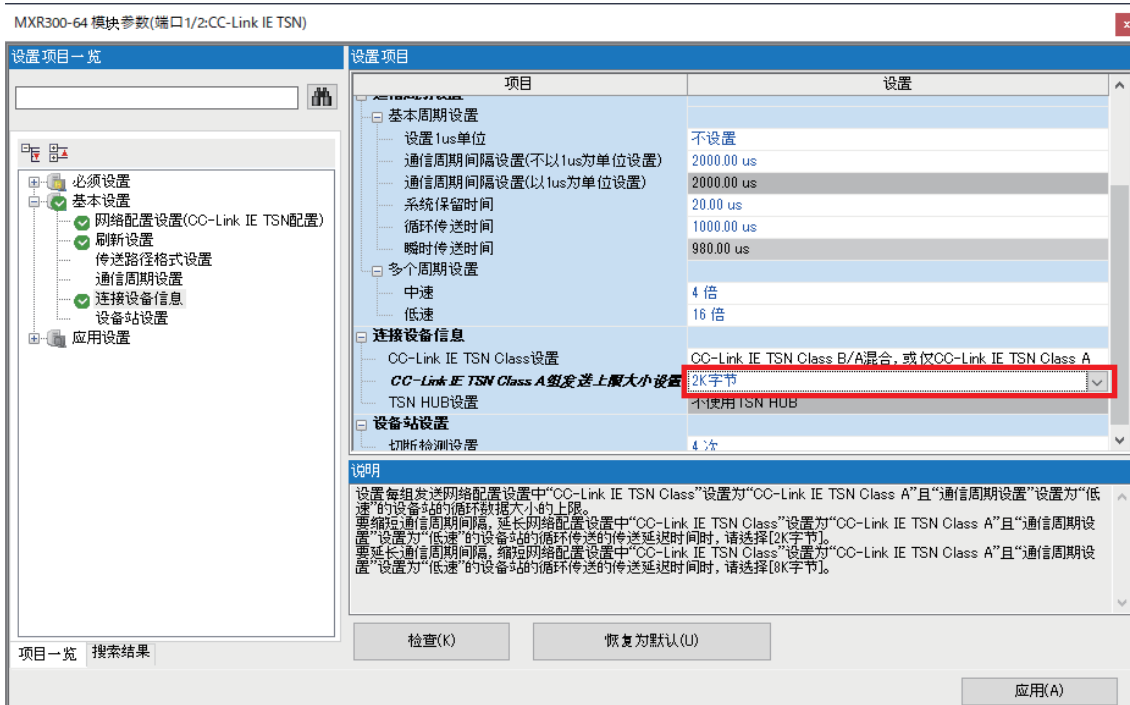 MXR300-64 模块参数(端口1/2:CC-Link IE TSN)
x
设置项目一览
必须设置
基本设置
网络配置设置(CC-Link IE TSN配置)
刷新设置
传送路径格式设置
通信周期设置
连接设备信息
设备站设置
应用设置
项目一览 搜索结果
设置项目
项目 设置
基本周期设置
设置1us单位 不设置
通信周期间隔设置(不以1us为单位设置) 2000.00 us
通信周期间隔设置(以1us为单位设置) 2000.00 us
系统保留时间 20.00 us
循环传送时间 1000.00 us
瞬时传送时间 980.00 us
多个周期设置
中速 4 倍
低速 16 倍
连接设备信息
CC-Link IE TSN Class设置 CC-Link IE TSN Class B/A混合, 或仅CC-Link IE TSN Class A
CC-Link IE TSN Class A组发送上限大小设置 2K字节
TSN HUB设置 不使用TSN HUB
设备站设置
切断检测设置 4 次
说明
设置每组发送网络配置设置中“CC-Link IE TSN Class”设置为“CC-Link IE TSN Class A”且“通信周期设置”设置为“低
速”的设备站的循环数据大小的上限。
要缩短通信周期间隔, 延长网络配置设置中“CC-Link IE TSN Class”设置为“CC-Link IE TSN Class A”且“通信周期设
置”设置为“低速”的设备站的循环传送的传送延迟时间时, 请选择[2K字节]。
要延长通信周期间隔, 缩短网络配置设置中“CC-Link IE TSN Class”设置为“CC-Link IE TSN Class A”且“通信周期设
置”设置为“低速”的设备站的循环传送的传送延迟时间时, 请选择[8K字节]。
检查(K) 恢复为默认(U)
应用(A)